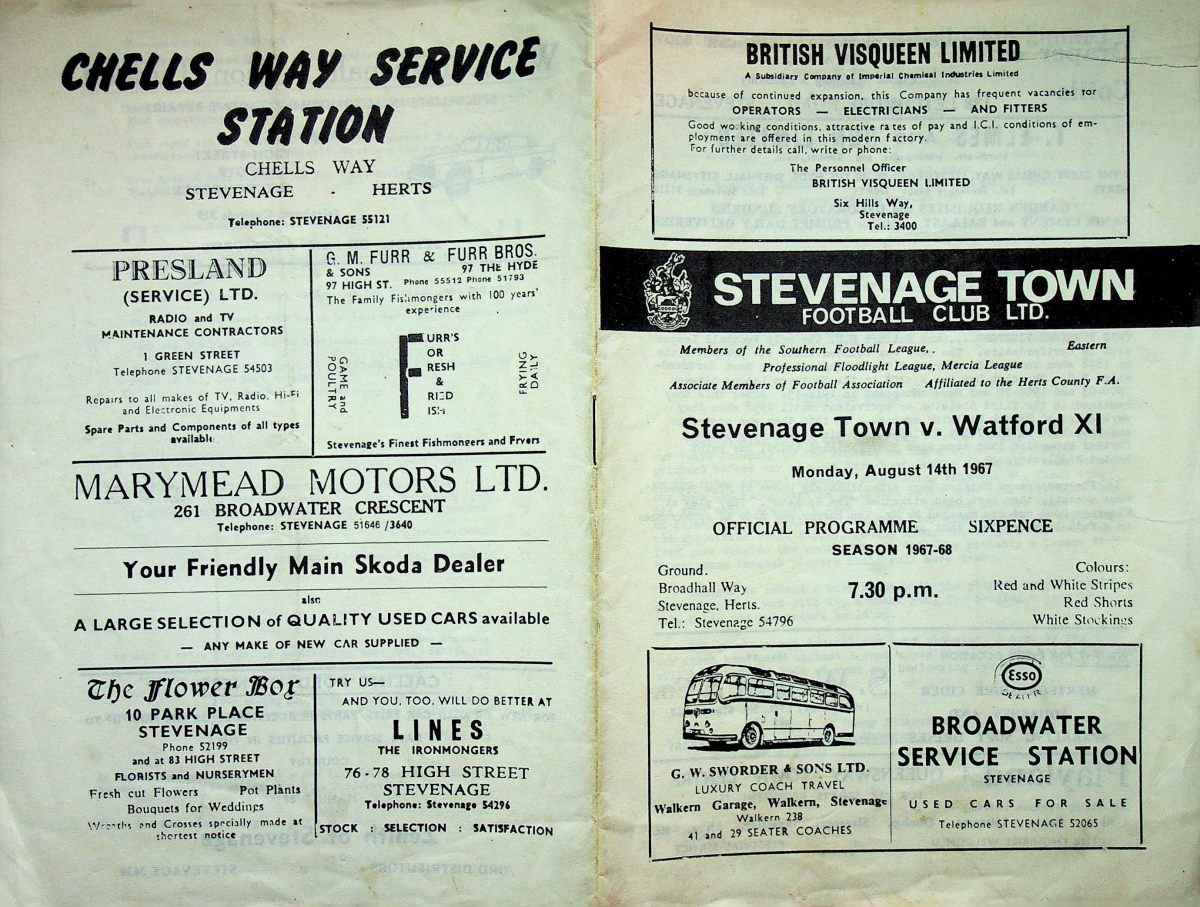 CHELLS WAY SERVICE
STATION
CHELLS WAY
STEVENAGE - HERTS
Telephone: STEVENAGE 55121
PRESLAND
(SERVICE) LTD.
RADIO and TV
MAINTENANCE CONTRACTORS
1 GREEN STREET
Telephone STEVENAGE 54503
Repairs to all makes of TV, Radio, Hi-Fi
and Electronic Equipments
Spare Parts and Components of all types
available
G. M. FURR & FURR BROS.
& SONS 97 THE HYDE
97 HIGH ST. Phone 55512 Phone 51793
The Family Fishmongers with 100 years'
experience
GAME and
POULTRY
FURR'S
FOR
FRESH
&
FRIED
FISH
FRYING
DAILY
Stevenage's Finest Fishmongers and Fryers
MARYMEAD MOTORS LTD.
261 BROADWATER CRESCENT
Telephone: STEVENAGE 51646 /3640
Your Friendly Main Skoda Dealer
also
A LARGE SELECTION of QUALITY USED CARS available
— ANY MAKE OF NEW CAR SUPPLIED —
The Flower Box
10 PARK PLACE
STEVENAGE
Phone 52199
and at 83 HIGH STREET
FLORISTS and NURSERYMEN
Fresh cut Flowers Pot Plants
Bouquets for Weddings
Wreaths and Crosses specially made at
shortest notice
TRY US—
AND YOU, TOO, WILL DO BETTER AT
LINES
THE IRONMONGERS
76-78 HIGH STREET
STEVENAGE
Telephone: Stevenage 54296
STOCK : SELECTION : SATISFACTION
BRITISH VISQUEEN LIMITED
A Subsidiary Company of Imperial Chemical Industries Limited
because of continued expansion, this Company has frequent vacancies for
OPERATORS — ELECTRICIANS — AND FITTERS
Good wo king conditions, attractive rates of pay and I.C.I. conditions of em-
ployment are offered in this modern factory.
For further details call, write or phone:
The Personnel Officer
BRITISH VISQUEEN LIMITED
Six Hills Way,
Stevenage
Tel.: 3400
STEVENAGE TOWN
FOOTBALL CLUB LTD.
Members of the Southern Football League,. Eastern
Professional Floodlight League, Mercia League
Associate Members of Football Association Affiliated to the Herts County F.A.
Stevenage Town v. Watford XI
Monday, August 14th 1967
OFFICIAL PROGRAMME SIXPENCE
SEASON 1967-68
Ground.
Broadhall Way
Stevenage, Herts.
Tel.: Stevenage 54796
7.30 p.m.
Colours:
Red and White Stripes
Red Shorts
White Stockings
G. W. SWORDER & SONS LTD.
LUXURY COACH TRAVEL
Walkern Garage, Walkern, Stevenage
Walkern 238
41 and 29 SEATER COACHES
Esso
DEALER
BROADWATER
SERVICE STATION
STEVENAGE
USED CARS FOR SALE
Telephone STEVENAGE 52065